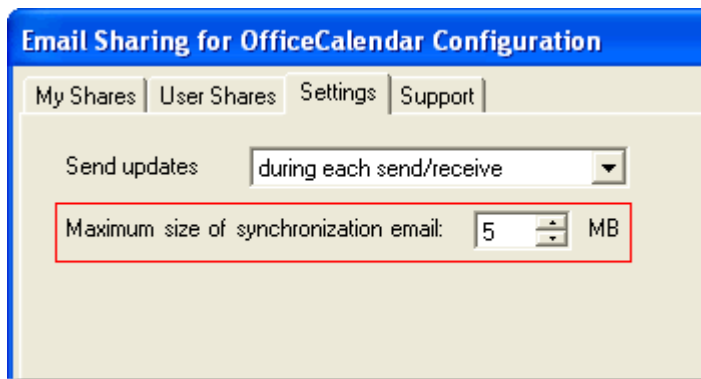 Email Sharing for OfficeCalendar Configuration
My Shares User Shares Settings Support
Send updates during each send/receive
Maximum size of synchronization email: 5 MB